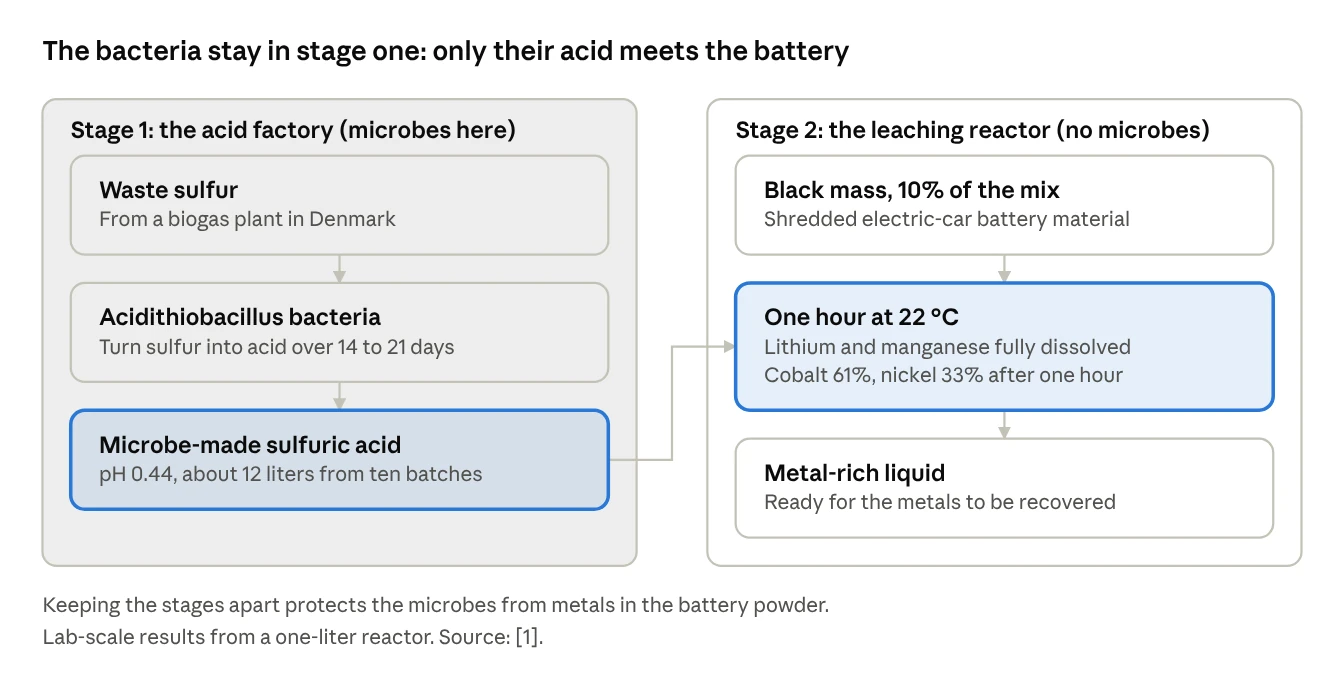 The bacteria stay in stage one: only their acid meets the battery
Stage 1: the acid factory (microbes here)
Waste sulfur
From a biogas plant in Denmark
Acidithiobacillus bacteria
Turn sulfur into acid over 14 to 21 days
Microbe-made sulfuric acid
pH 0.44, about 12 liters from ten batches
Stage 2: the leaching reactor (no microbes)
Black mass, 10% of the mix
Shredded electric-car battery material
One hour at 22 °C
Lithium and manganese fully dissolved
Cobalt 61%, nickel 33% after one hour
Metal-rich liquid
Ready for the metals to be recovered
Keeping the stages apart protects the microbes from metals in the battery powder.
Lab-scale results from a one-liter reactor. Source: [1].